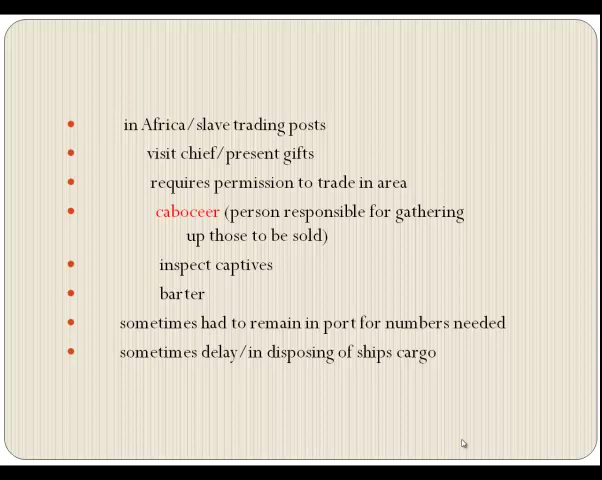 in Africa/slave trading posts
visit chief/present gifts
requires permission to trade in area
caboceer (person responsible for gathering
up those to be sold)
inspect captives
barter
sometimes had to remain in port for numbers needed
sometimes delay/in disposing of ships cargo